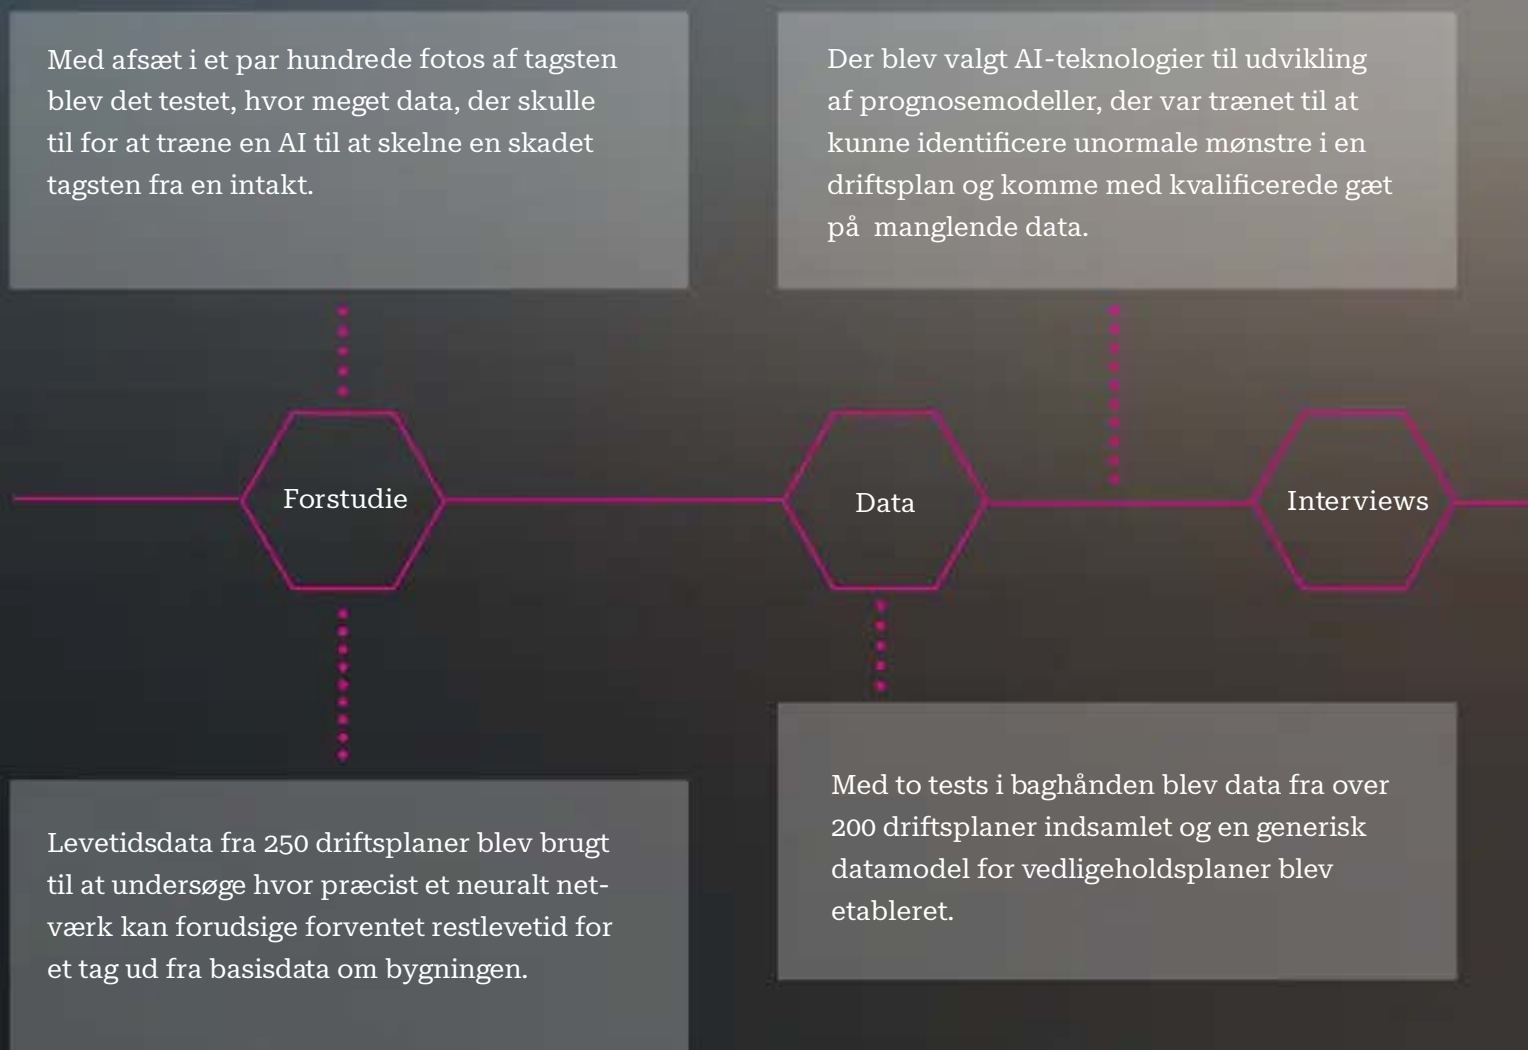 Med afsæt i et par hundrede fotos af tagsten
blev det testet, hvor meget data, der skulle
til for at træne en AI til at skelne en skadet
tagsten fra en intakt.
Der blev valgt AI-teknologier til udvikling
af prognosemodeller, der var trænet til at
kunne identificere unormale mønstre i en
driftsplan og komme med kvalificerede gæt
på  manglende data.
Forstudie
Data
Interviews
Levetidsdata fra 250 driftsplaner blev brugt
til at undersøge hvor præcist et neuralt net-
værk kan forudsige forventet restlevetid for
et tag ud fra basisdata om bygningen.
Med to tests i baghånden blev data fra over
200 driftsplaner indsamlet og en generisk
datamodel for vedligeholdsplaner blev
etableret.